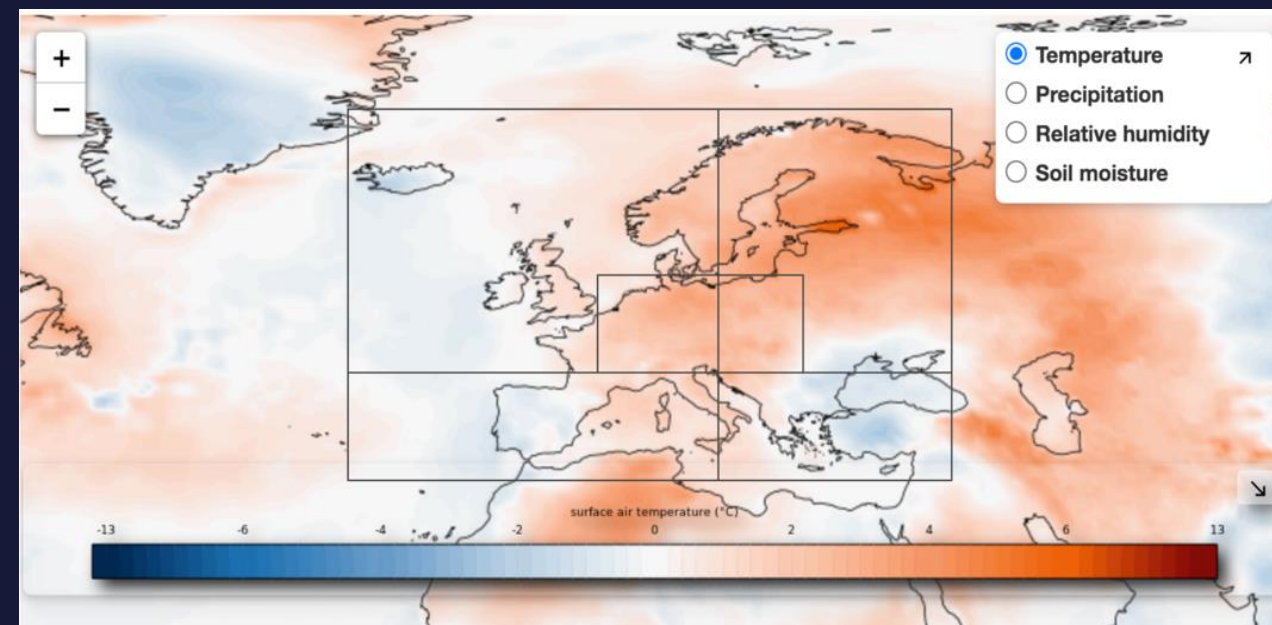 +
−
Temperature
Precipitation
Relative humidity
Soil moisture
surface air temperature (°C)
-13 -6 -4 -2 0 2 4 6 13